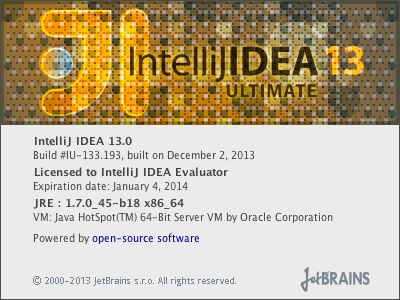 IntelliJIDEA 13
ULTIMATE
IntelliJ IDEA 13.0
Build #IU-133.193, built on December 2, 2013
Licensed to IntelliJ IDEA Evaluator
Expiration date: January 4, 2014
JRE : 1.7.0_45-b18 x86_64
VM: Java HotSpot(TM) 64-Bit Server VM by Oracle Corporation
Powered by open-source software
© 2000-2013 JetBrains s.r.o. All rights reserved.
JetBRAINS